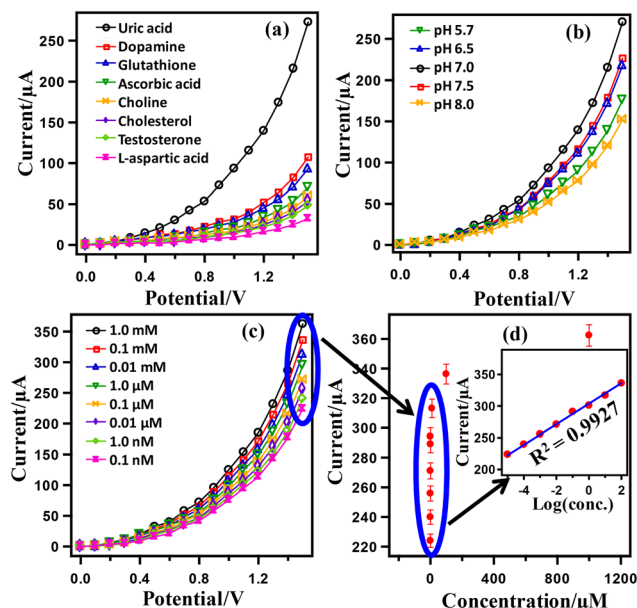 (a)
Uric acid
Dopamine
Glutathione
Ascorbic acid
Choline
Cholesterol
Testosterone
L-aspartic acid
Current/µA
250
200
150
100
50
0
0.0 0.4 0.8 1.2
Potential/V
(b)
pH 5.7
pH 6.5
pH 7.0
pH 7.5
pH 8.0
Current/µA
250
200
150
100
50
0
0.0 0.4 0.8 1.2
Potential/V
(c)
1.0 mM
0.1 mM
0.01 mM
1.0 µM
0.1 µM
0.01 µM
1.0 nM
0.1 nM
Current/µA
350
300
250
200
150
100
50
0
0.0 0.4 0.8 1.2
Potential/V
(d)
Current/µA
360
340
320
300
280
260
240
220
0 400 800 1200
Concentration/µM
Current/µA
350
300
250
200
-4 -2 0 2
Log(conc.)
R² = 0.9927